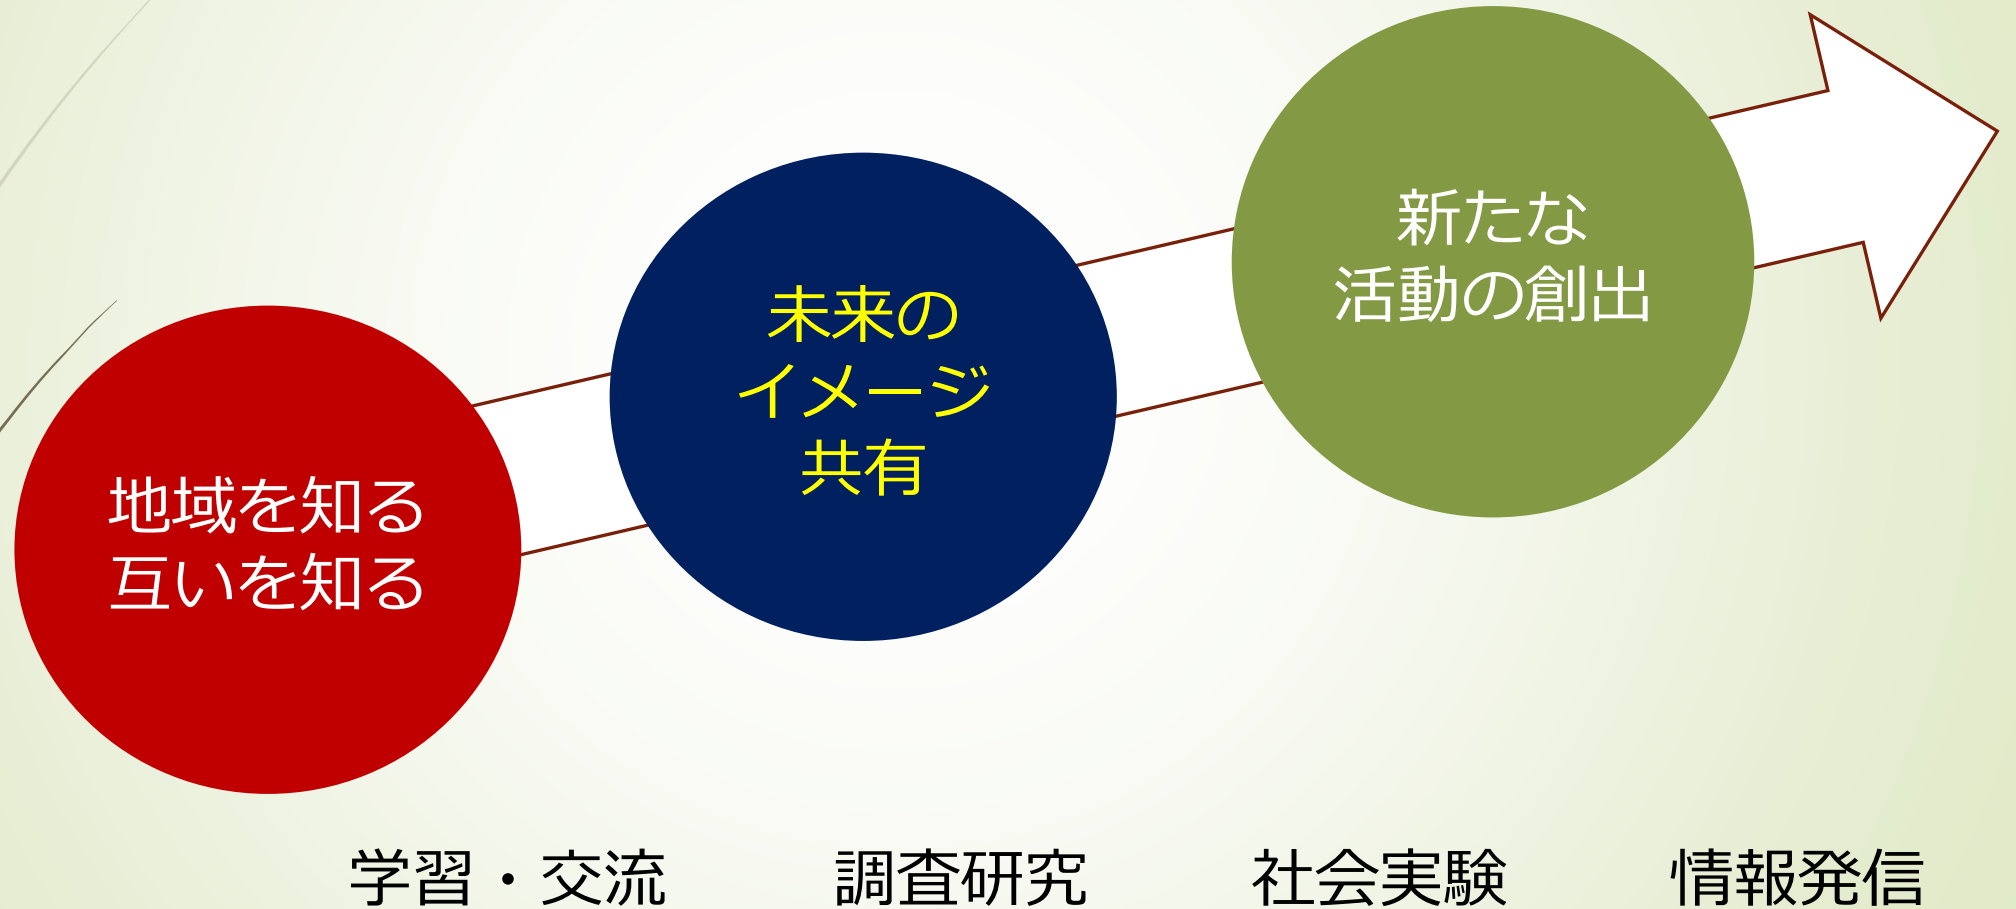 地域を知る
互いを知る
未来の
イメージ
共有
新たな
活動の創出
学習・交流　調査研究　社会実験　情報発信